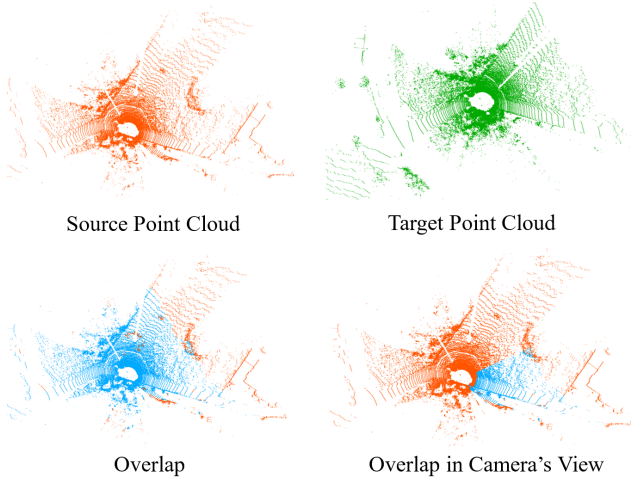 Source Point Cloud
Target Point Cloud
Overlap
Overlap in Camera's View